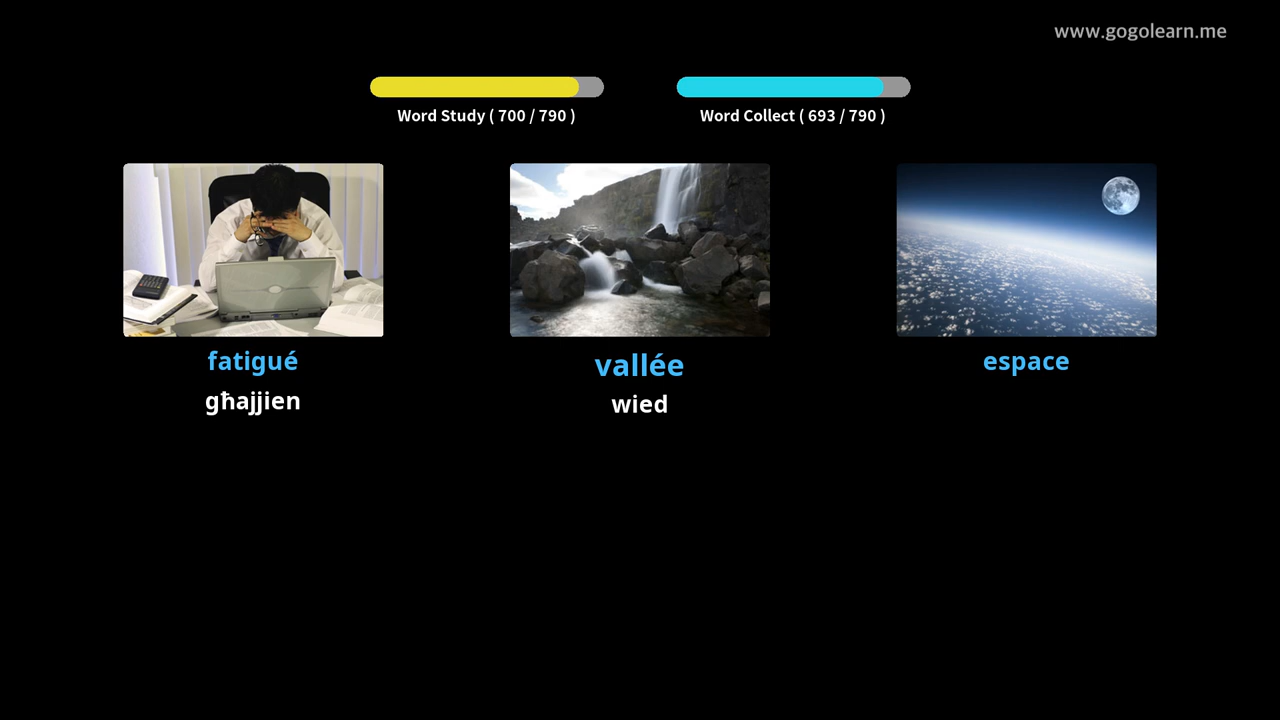 www.gogolearn.me
Word Study ( 700 / 790 )
Word Collect ( 693 / 790 )
fatigué
għajjien
vallée
wied
espace